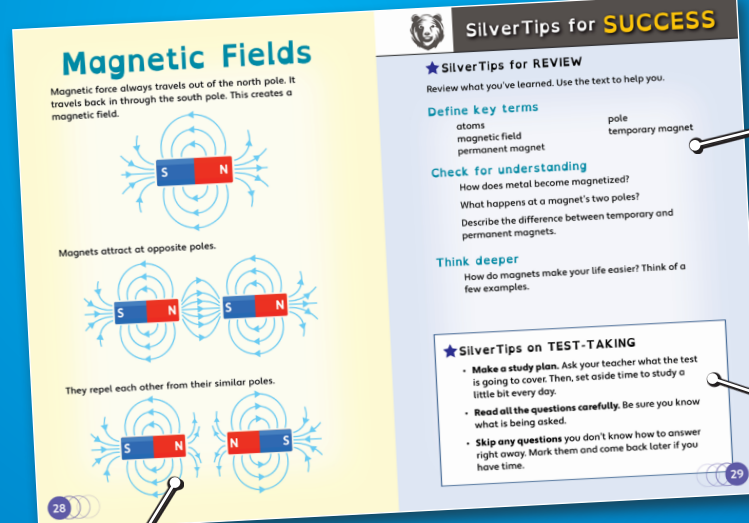 Magnetic Fields
Magnetic force always travels out of the north pole. It
travels back in through the south pole. This creates a
magnetic field.
S N
Magnets attract at opposite poles.
S N S N
They repel each other from their similar poles.
S N N S
28
SilverTips for SUCCESS
SilverTips for REVIEW
Review what you've learned. Use the text to help you.
Define key terms
atoms
magnetic field
permanent magnet
pole
temporary magnet
Check for understanding
How does metal become magnetized?
What happens at a magnet's two poles?
Describe the difference between temporary and
permanent magnets.
Think deeper
How do magnets make your life easier? Think of a
few examples.
SilverTips on TEST-TAKING
• Make a study plan. Ask your teacher what the test
is going to cover. Then, set aside time to study a
little bit every day.
• Read all the questions carefully. Be sure you know
what is being asked.
• Skip any questions you don't know how to answer
right away. Mark them and come back later if you
have time.
29